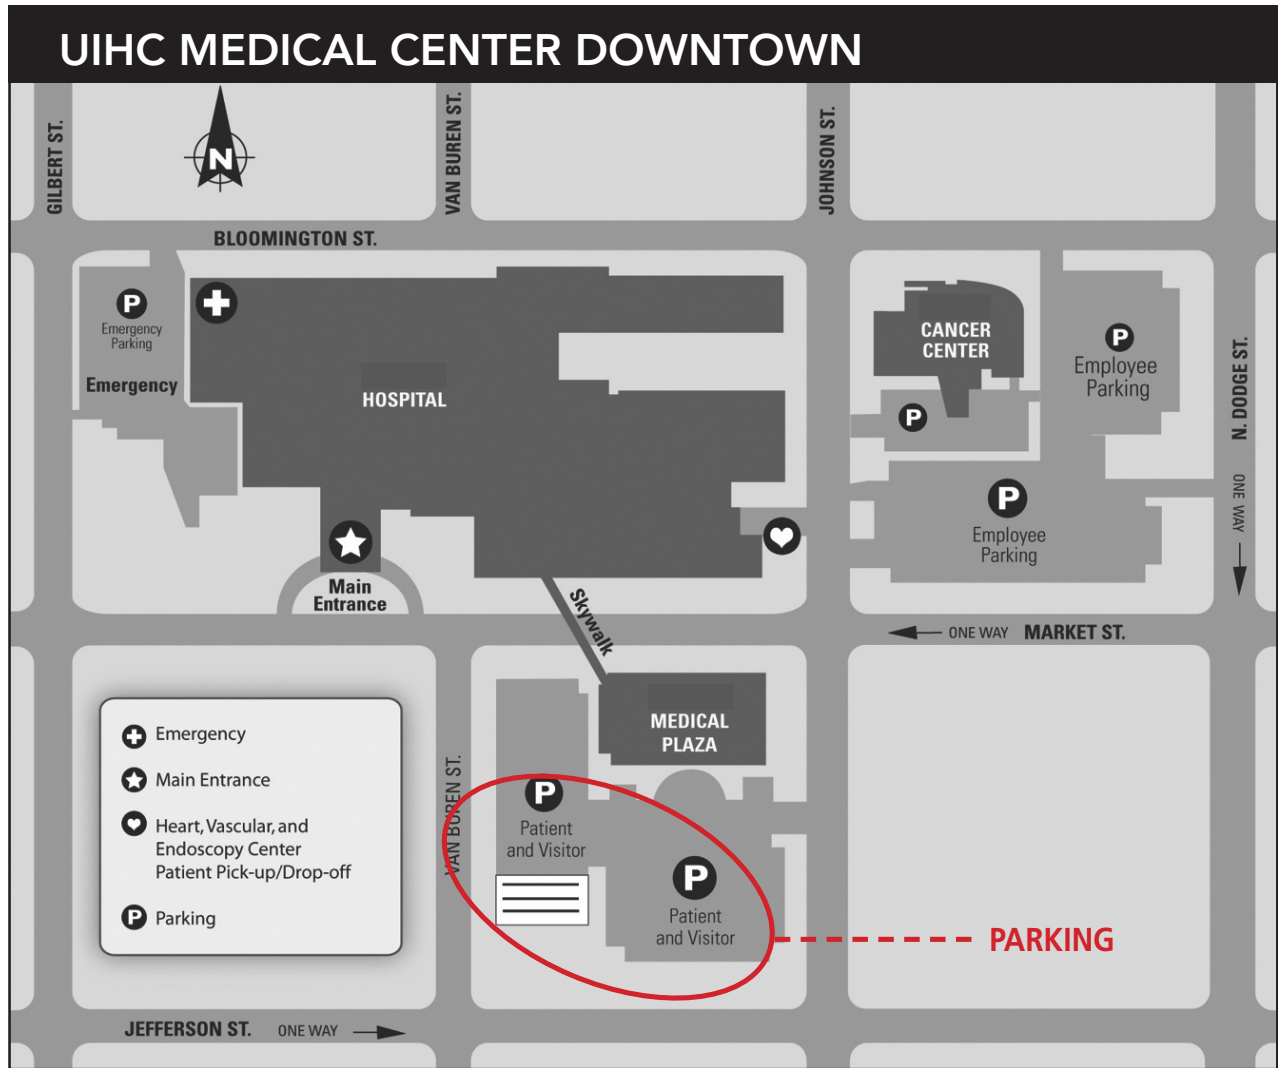 UIHC MEDICAL CENTER DOWNTOWN
GILBERT ST.
N
VAN BUREN ST.
JOHNSON ST.
BLOOMINGTON ST.
P
Emergency
Parking
Emergency
HOSPITAL
CANCER
CENTER
P
P
Employee
Parking
N. DODGE ST.
ONE WAY
P
Employee
Parking
Main
Entrance
Skywalk
ONE WAY MARKET ST.
MEDICAL
PLAZA
Emergency
Main Entrance
Heart, Vascular, and
Endoscopy Center
Patient Pick-up/Drop-off
P Parking
VAN BUREN ST.
P
Patient
and Visitor
P
Patient
and Visitor
PARKING
JEFFERSON ST. ONE WAY